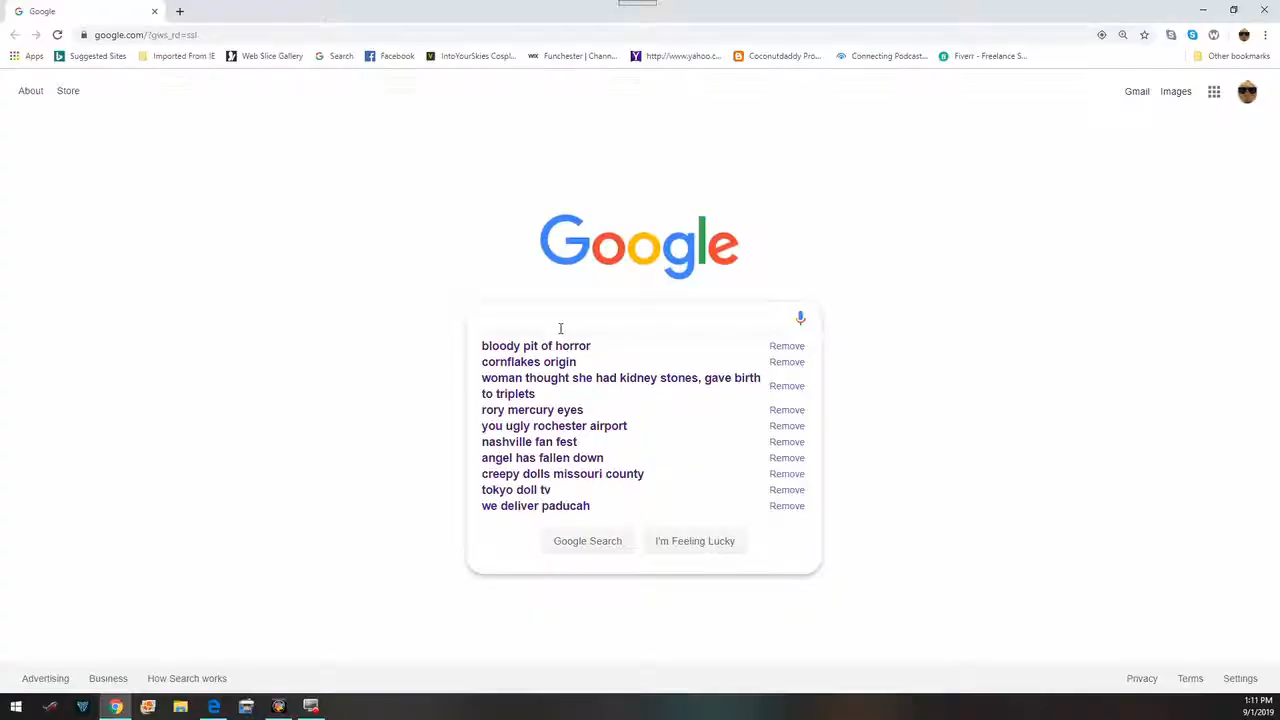 Google
google.com/?gws_rd=ssl
Apps
Suggested Sites
Imported From IE
Web Slice Gallery
Search
Facebook
IntoYourSkies Cospl...
Funchester | Chann...
http://www.yahoo.c...
Coconutdaddy Pro...
Connecting Podcast...
Fiverr - Freelance S...
Other bookmarks
About
Store
Gmail
Images
Google
bloody pit of horror Remove
cornflakes origin Remove
woman thought she had kidney stones, gave birth
to triplets Remove
rory mercury eyes Remove
you ugly rochester airport Remove
nashville fan fest Remove
angel has fallen down Remove
creepy dolls missouri county Remove
tokyo doll tv Remove
we deliver paducah Remove
Google Search
I'm Feeling Lucky
Advertising
Business
How Search works
Privacy
Terms
Settings
1:11 PM
9/1/2019